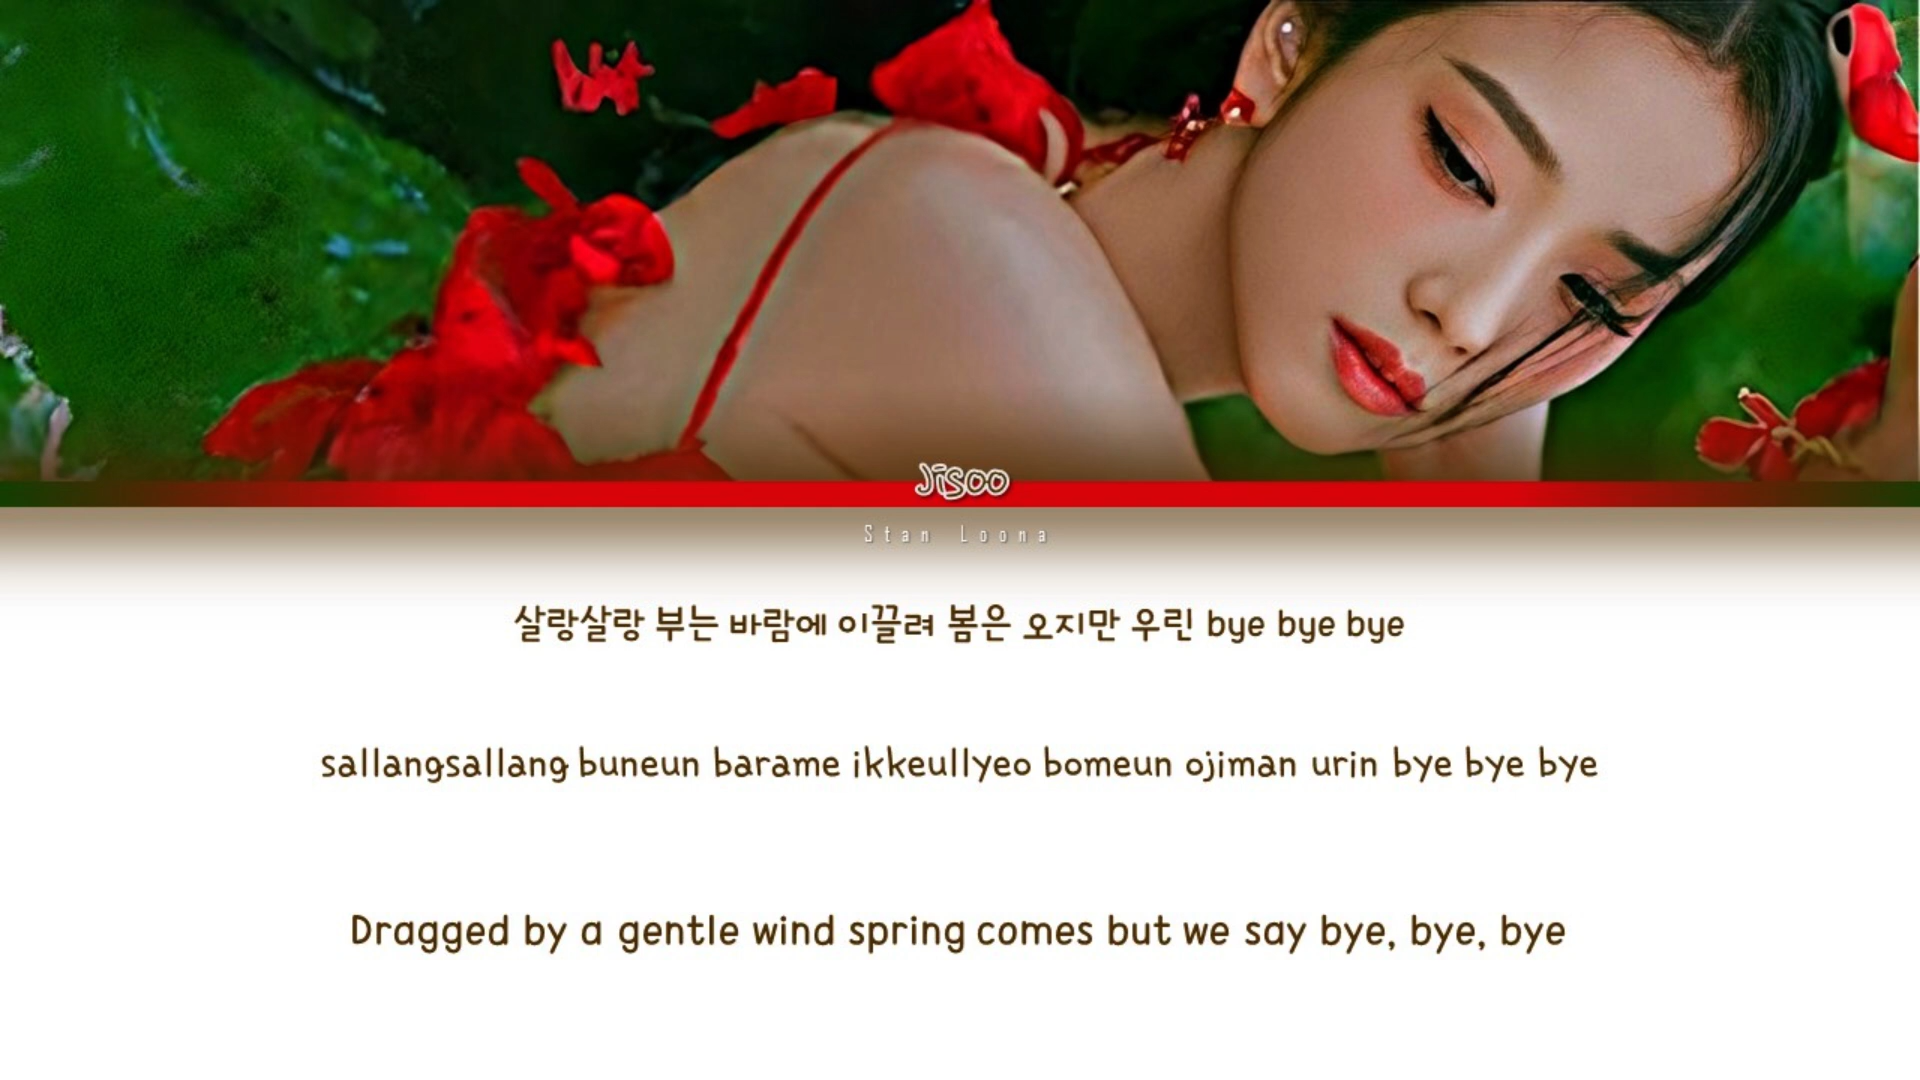 Jisoo
Stan Loona
살랑살랑 부는 바람에 이끌려 봄은 오지만 우린 bye bye bye
sallangsallang buneun barame ikkeullyeo bomeun ojiman urin bye bye bye
Dragged by a gentle wind spring comes but we say bye, bye, bye